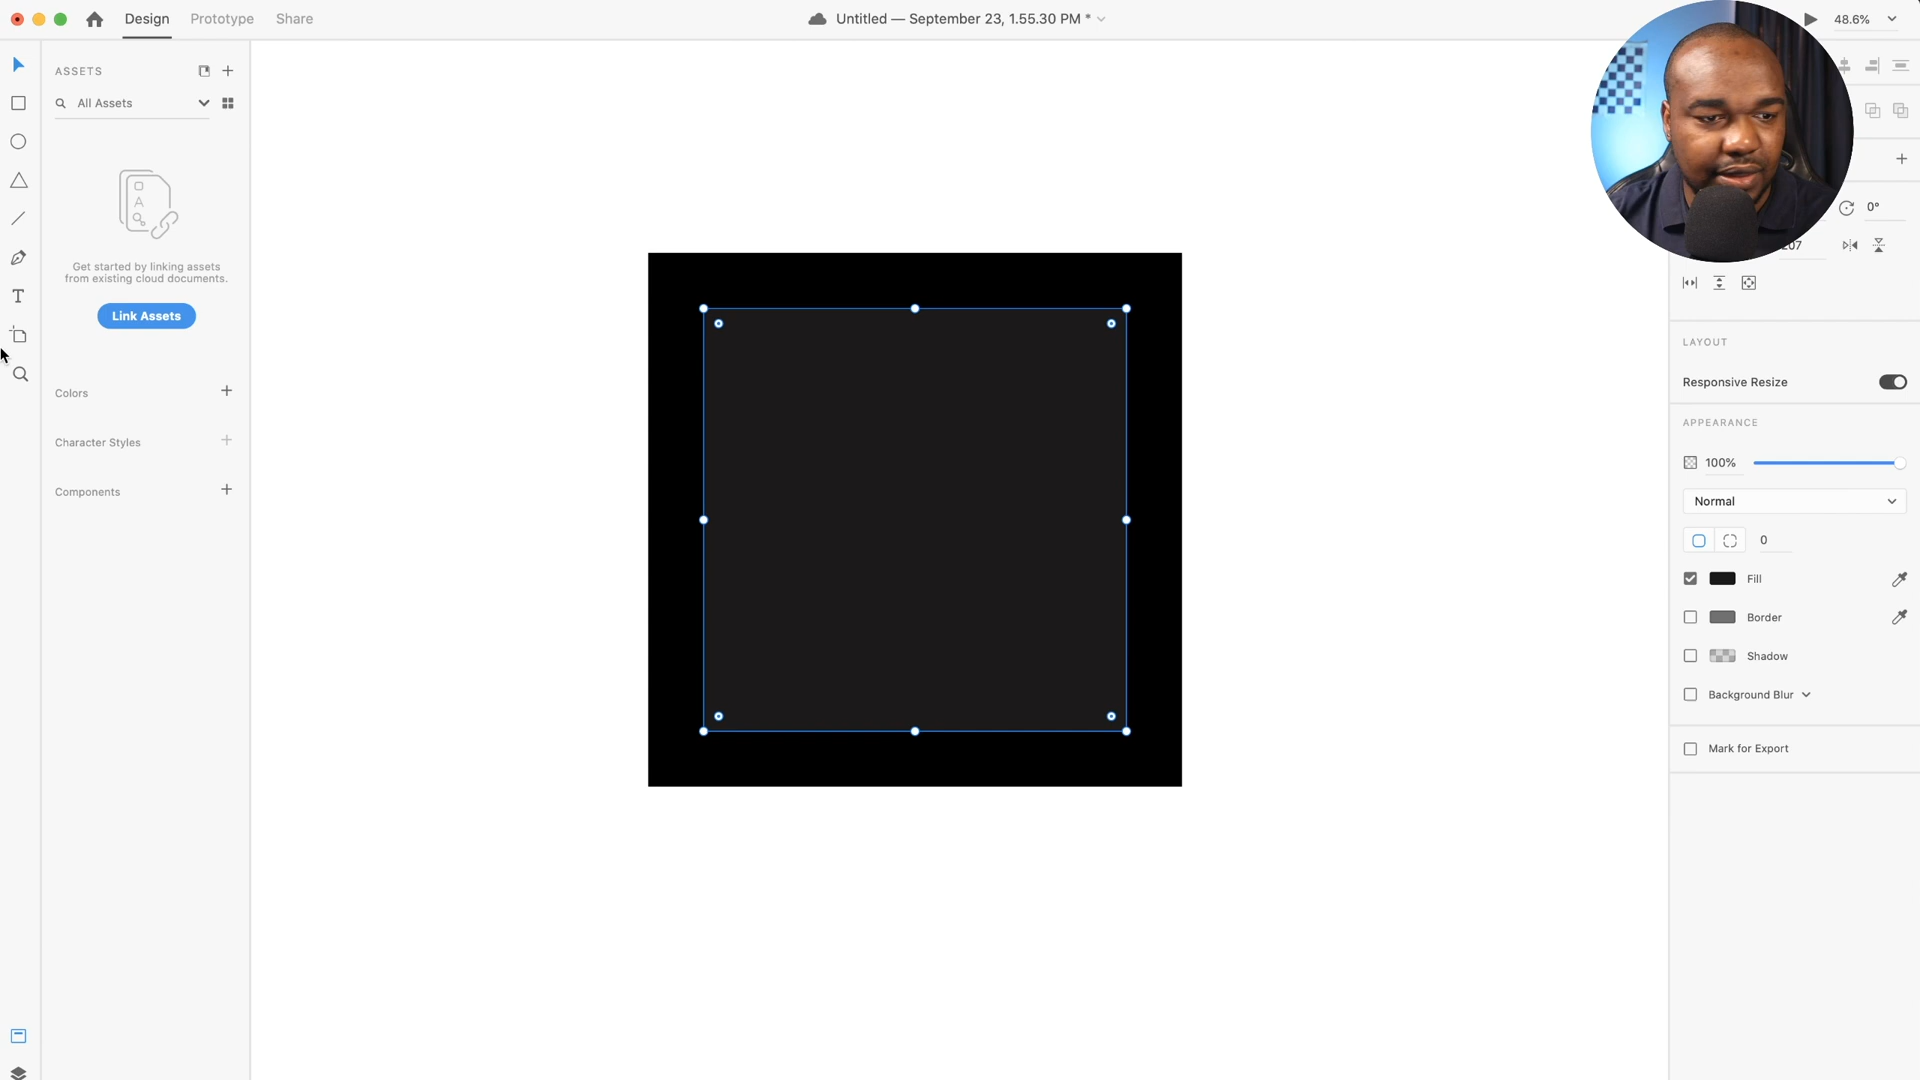 Design Prototype Share Untitled — September 23, 1.55.30 PM * 48.6%
ASSETS
All Assets
A
Get started by linking assets
from existing cloud documents.
Link Assets
Colors
Character Styles
Components
T
0°
LAYOUT
Responsive Resize
APPEARANCE
100%
Normal
0
Fill
Border
Shadow
Background Blur
Mark for Export